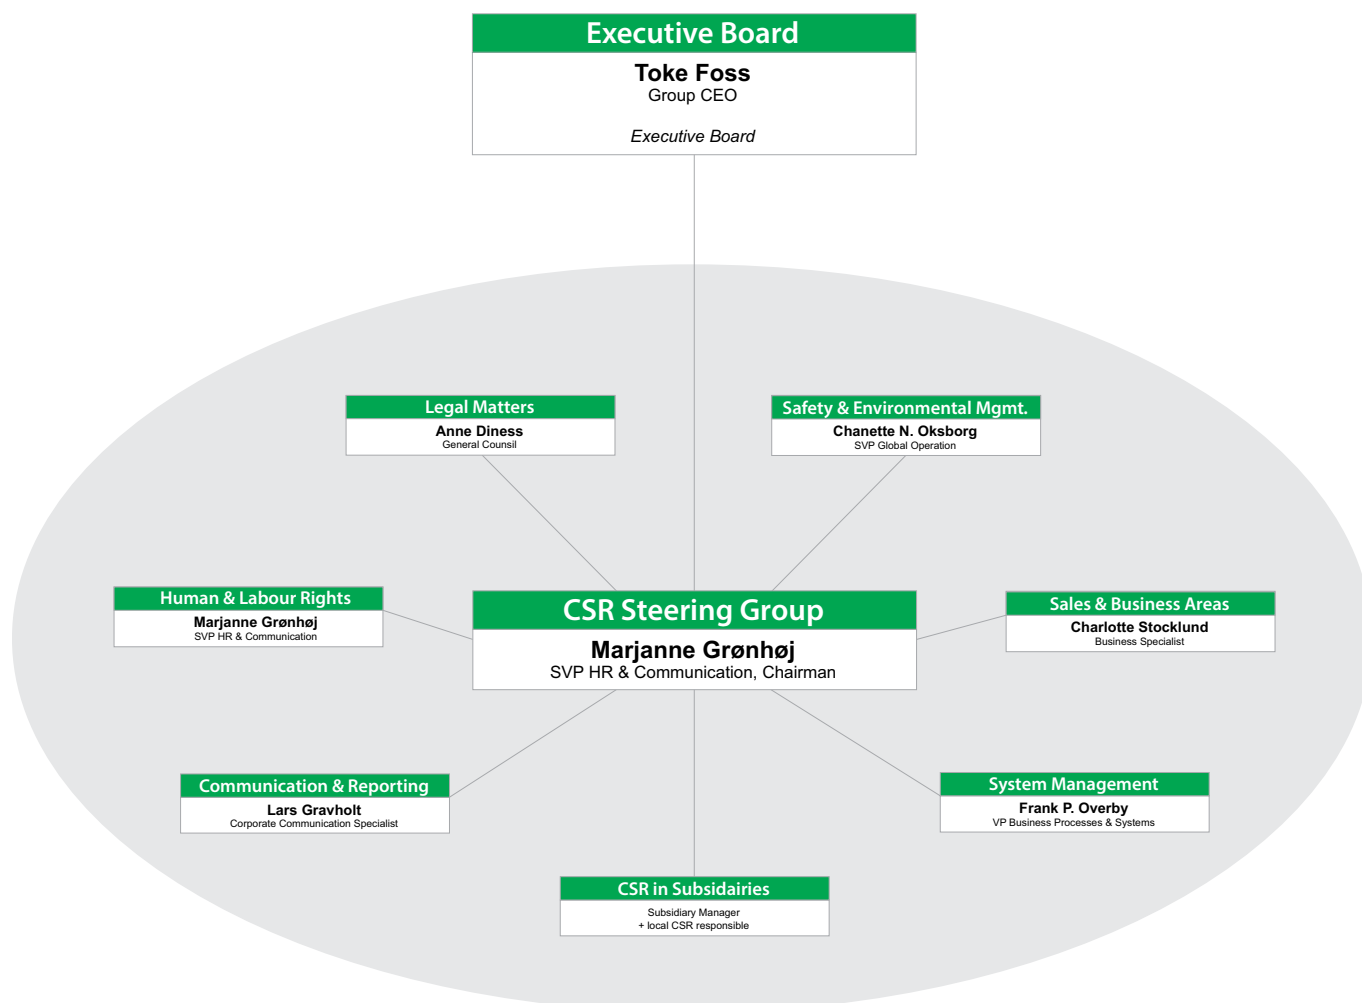 Executive Board
Toke Foss
Group CEO
Executive Board
Legal Matters
Anne Diness
General Counsil
Safety & Environmental Mgmt.
Chanette N. Oksborg
SVP Global Operation
Human & Labour Rights
Marjanne Grønhøj
SVP HR & Communication
CSR Steering Group
Marjanne Grønhøj
SVP HR & Communication, Chairman
Sales & Business Areas
Charlotte Stocklund
Business Specialist
Communication & Reporting
Lars Gravholt
Corporate Communication Specialist
System Management
Frank P. Overby
VP Business Processes & Systems
CSR in Subsidairies
Subsidiary Manager
+ local CSR responsible